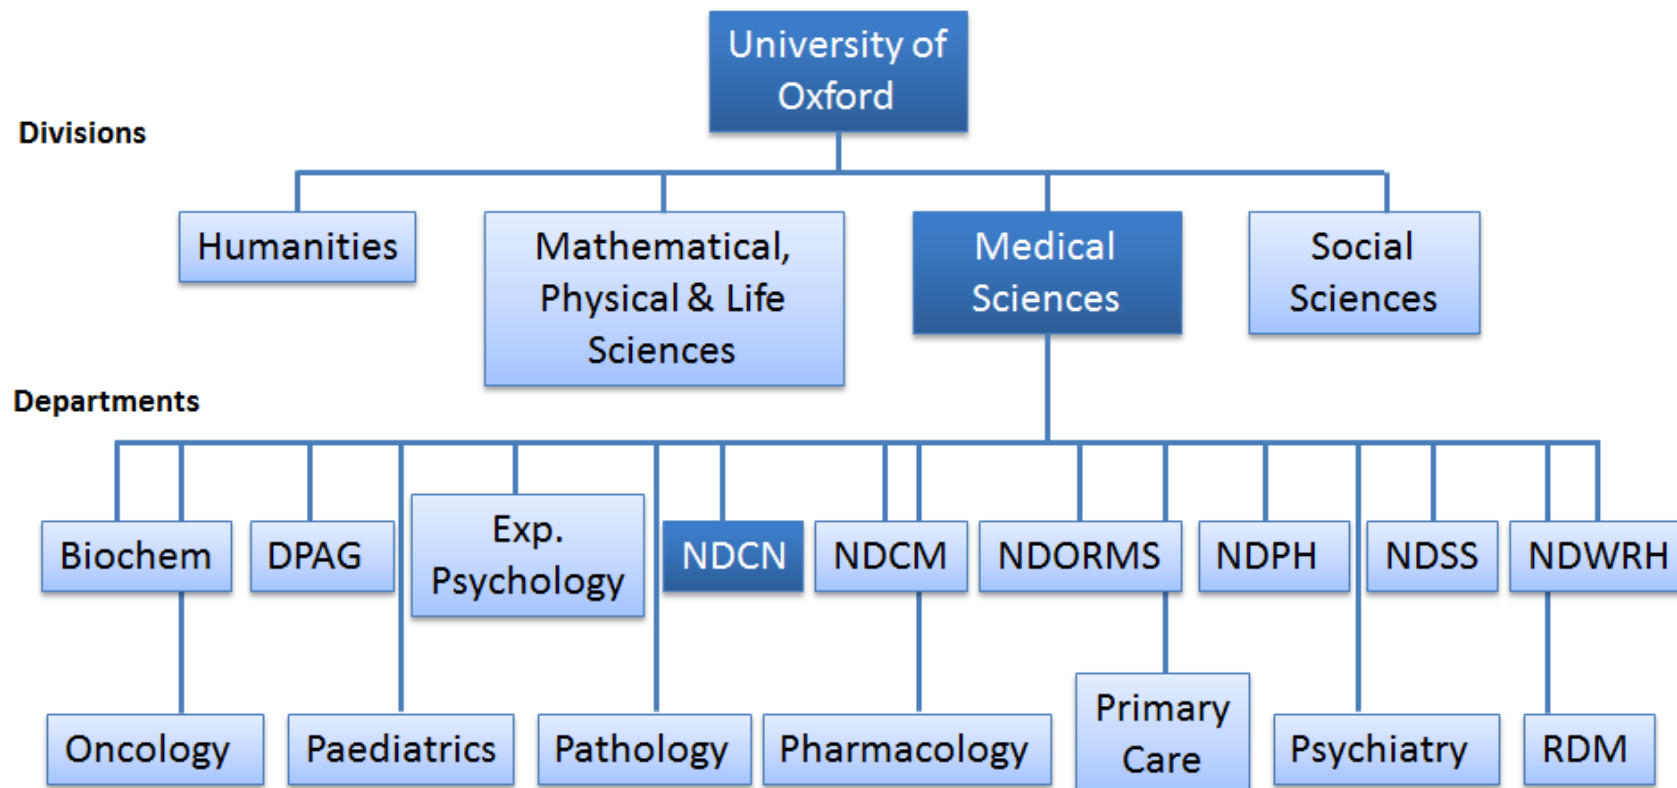 University of
Oxford
Divisions
Humanities
Mathematical,
Physical & Life
Sciences
Medical
Sciences
Social
Sciences
Departments
Biochem
DPAG
Exp.
Psychology
NDCN
NDCM
NDORMS
NDPH
NDSS
NDWRH
Oncology
Paediatrics
Pathology
Pharmacology
Primary
Care
Psychiatry
RDM